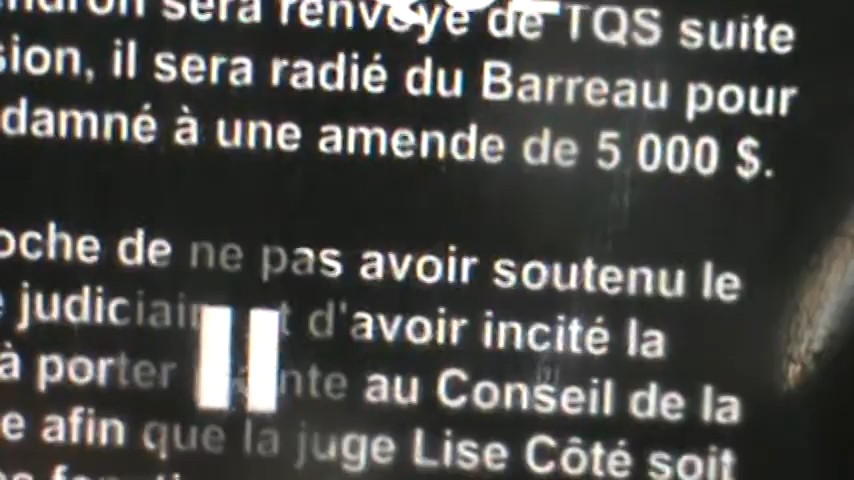 sera renvoyé de TQS suite
sion, il sera radié du Barreau pour
damné à une amende de 5 000 $.
oche de ne pas avoir soutenu le
d'avoir incité la
à porter au Conseil de la
e afin que la juge Lise Côté soit